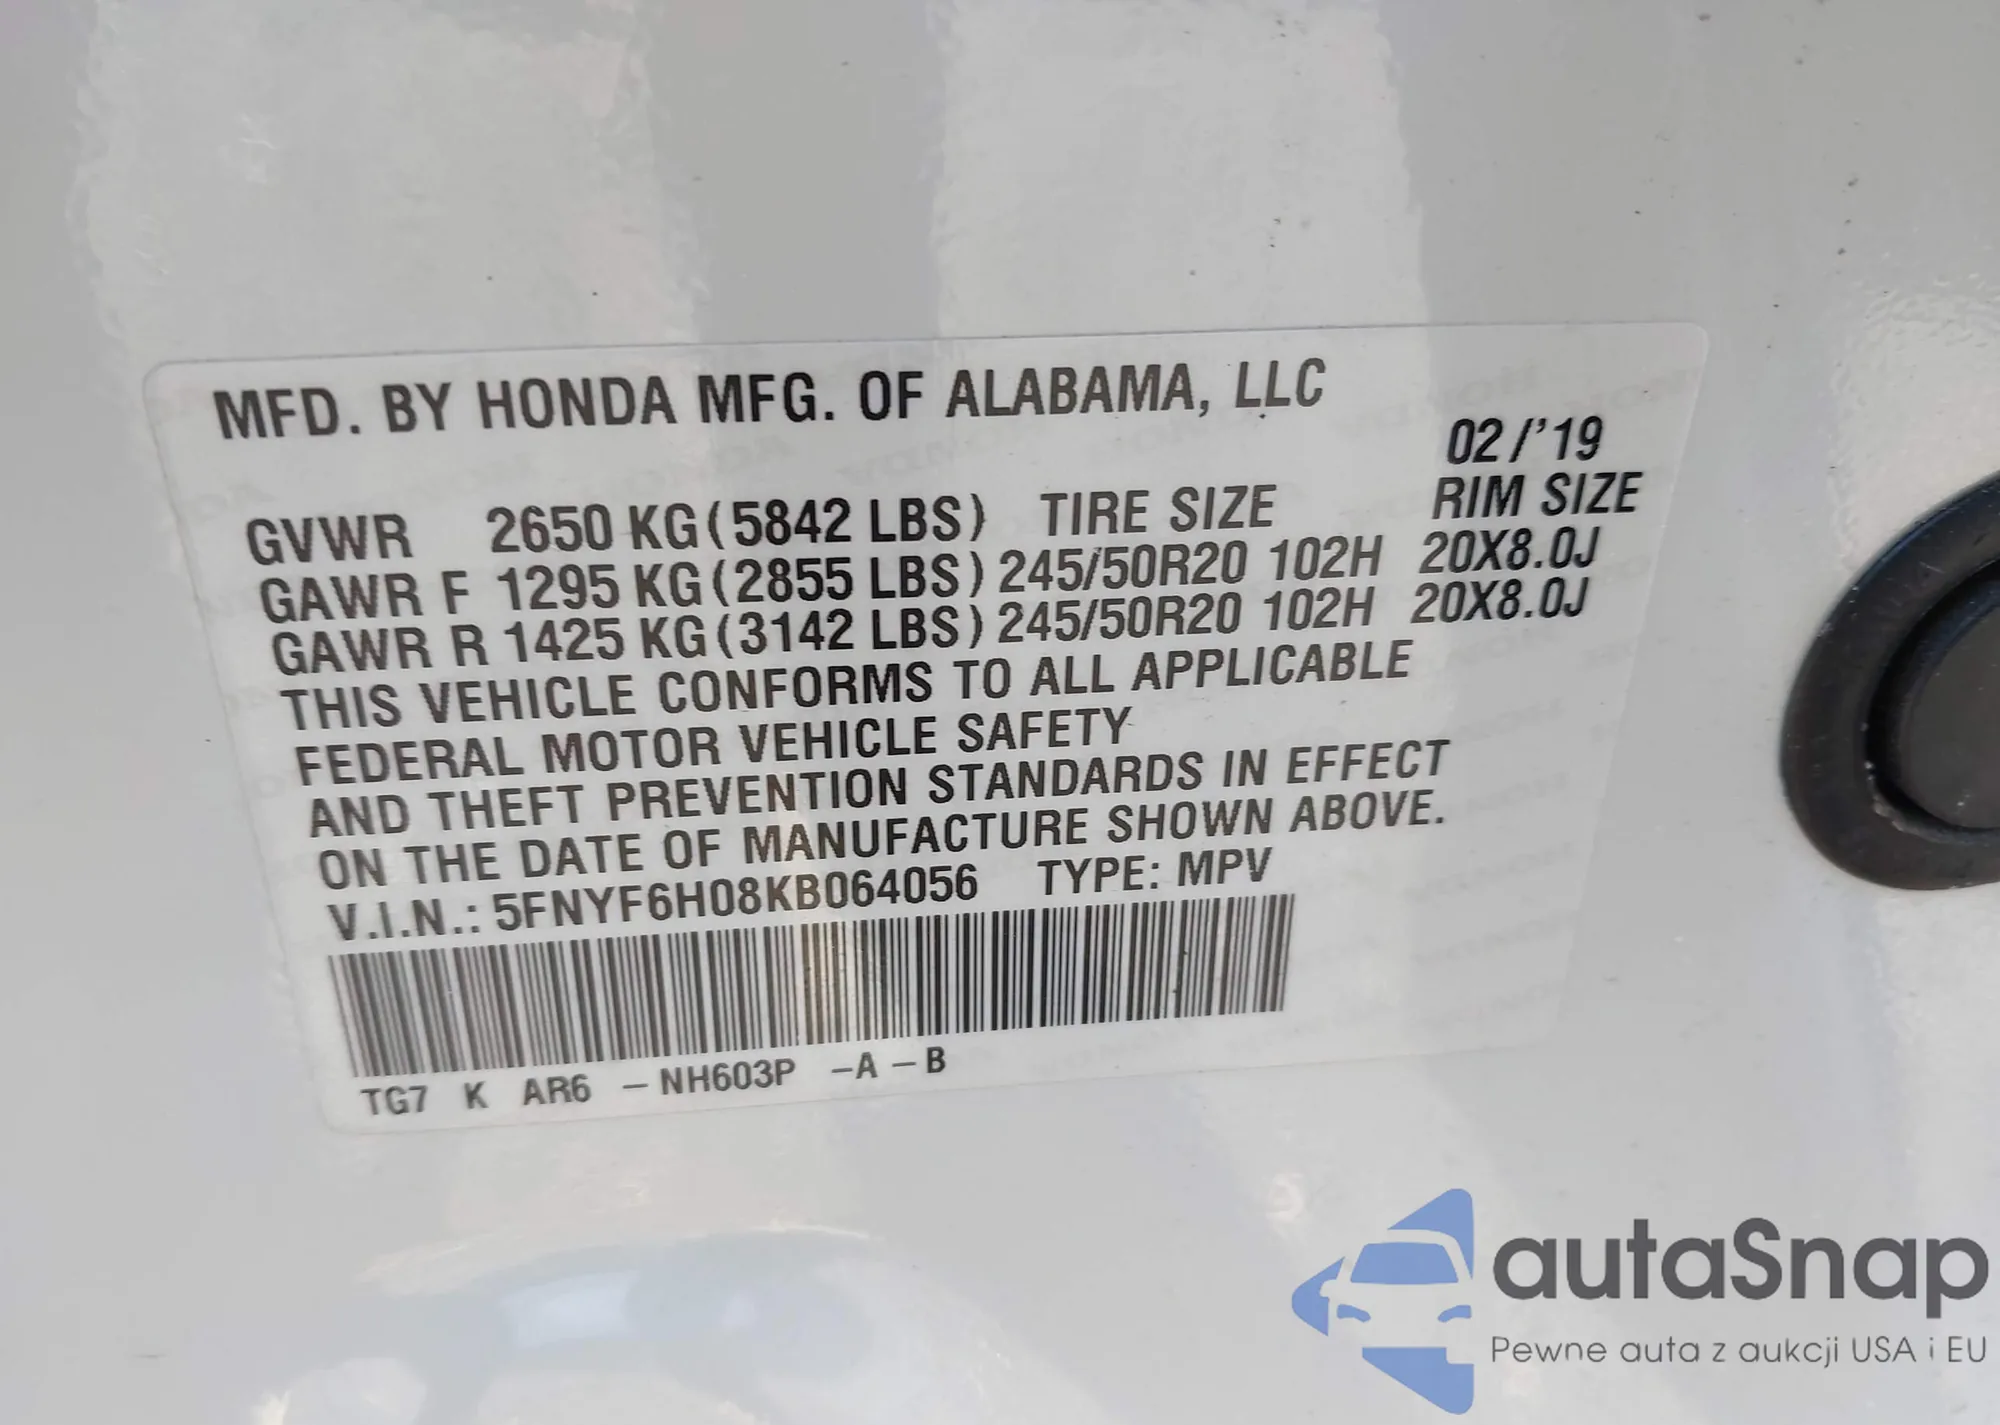 MFD. BY HONDA MFG. OF ALABAMA, LLC
02/'19
GVWR 2650 KG (5842 LBS) TIRE SIZE RIM SIZE
GAWR F 1295 KG (2855 LBS) 245/50R20 102H 20X8.0J
GAWR R 1425 KG (3142 LBS) 245/50R20 102H 20X8.0J
THIS VEHICLE CONFORMS TO ALL APPLICABLE
FEDERAL MOTOR VEHICLE SAFETY
AND THEFT PREVENTION STANDARDS IN EFFECT
ON THE DATE OF MANUFACTURE SHOWN ABOVE.
V.I.N.: 5FNYF6H08KB064056 TYPE: MPV
TG7 K AR6 – NH603P –A – B
autaSnap
Pewne auta z aukcji USA i EU